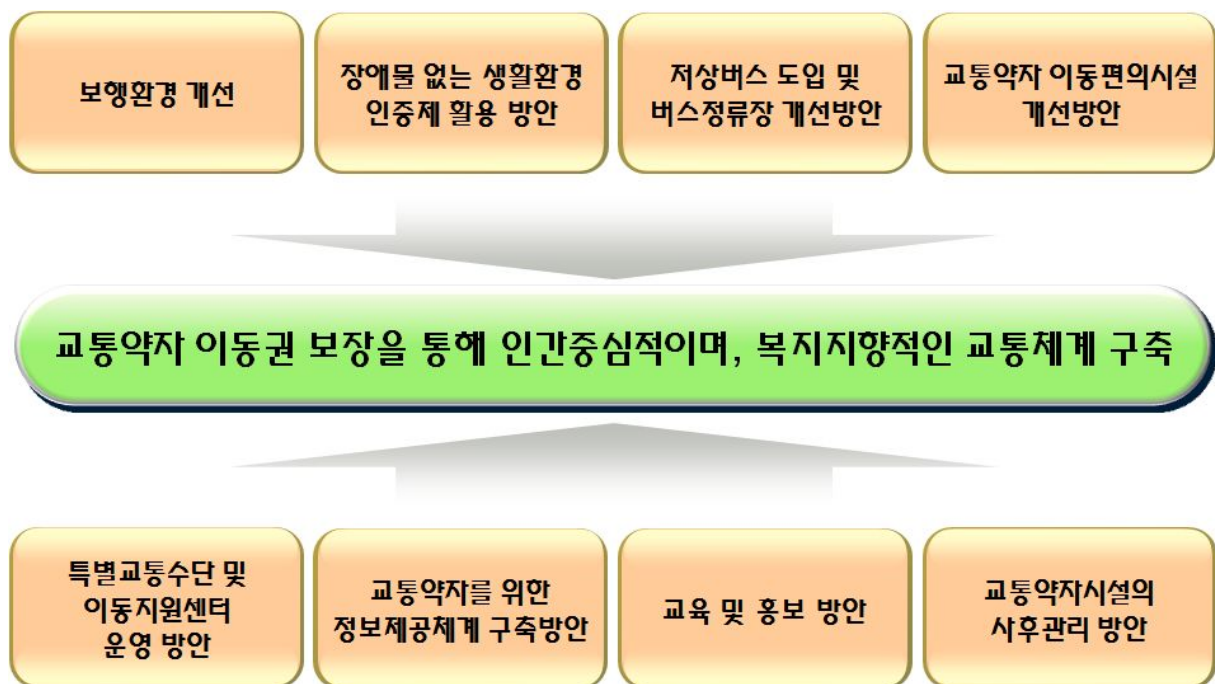 보행환경 개선
장애물 없는 생활환경
인증제 활용 방안
저상버스 도입 및
버스정류장 개선방안
교통약자 이동편의시설
개선방안
교통약자 이동권 보장을 통해 인간중심적이며, 복지지향적인 교통체계 구축
특별교통수단 및
이동지원센터
운영 방안
교통약자를 위한
정보제공체계 구축방안
교육 및 홍보 방안
교통약자시설의
사후관리 방안